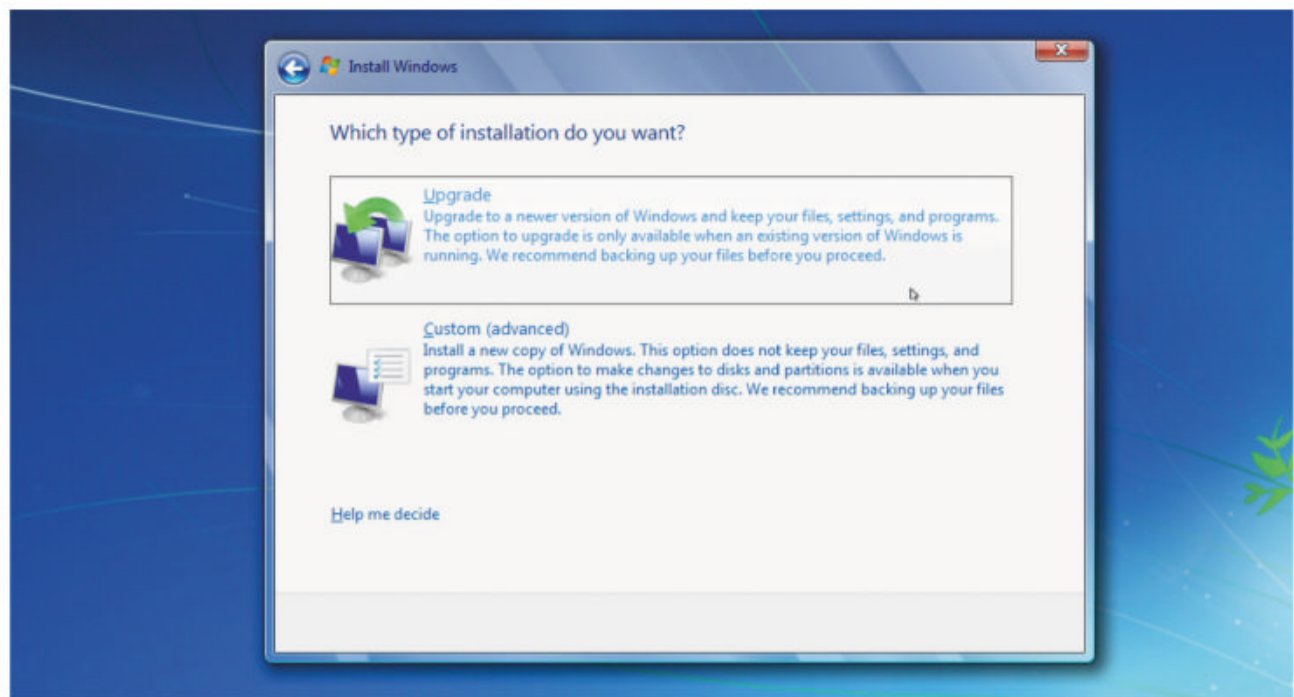 Install Windows
Which type of installation do you want?
Upgrade
Upgrade to a newer version of Windows and keep your files, settings, and programs.
The option to upgrade is only available when an existing version of Windows is
running. We recommend backing up your files before you proceed.
Custom (advanced)
Install a new copy of Windows. This option does not keep your files, settings, and
programs. The option to make changes to disks and partitions is available when you
start your computer using the installation disc. We recommend backing up your files
before you proceed.
Help me decide